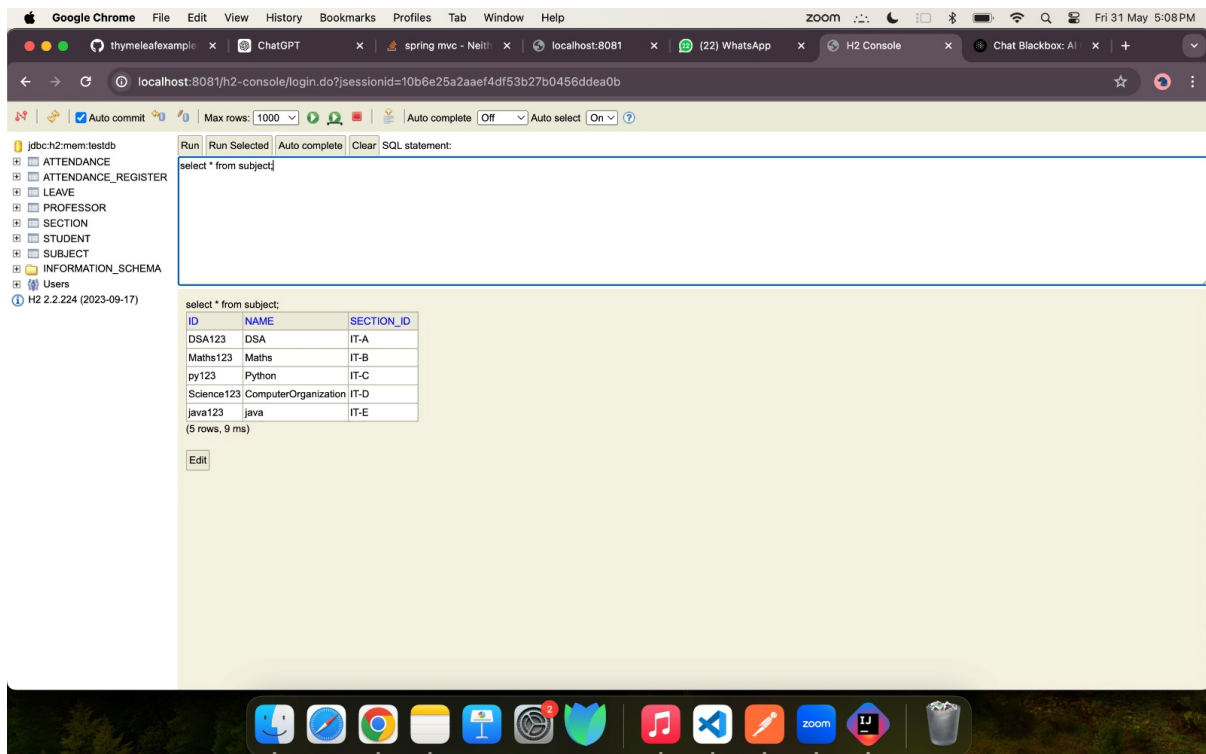 Google Chrome File Edit View History Bookmarks Profiles Tab Window Help zoom Fri 31 May 5:08 PM
thymeleafexample ChatGPT spring mvc - Neith localhost:8081 (22) WhatsApp H2 Console Chat Blackbox: AI
localhost:8081/h2-console/login.do?jsessionid=10b6e25a2aaef4df53b27b0456ddea0b
Auto commit Max rows: 1000 Auto complete Off Auto select On
jdbc:h2:mem:testdb
ATTENDANCE
ATTENDANCE_REGISTER
LEAVE
PROFESSOR
SECTION
STUDENT
SUBJECT
INFORMATION_SCHEMA
Users
H2 2.2.224 (2023-09-17)
Run Run Selected Auto complete Clear SQL statement:
select * from subject;
select * from subject;
ID NAME SECTION_ID
DSA123 DSA IT-A
Maths123 Maths IT-B
py123 Python IT-C
Science123 ComputerOrganization IT-D
java123 java IT-E
(5 rows, 9 ms)
Edit
2
zoom
IJ